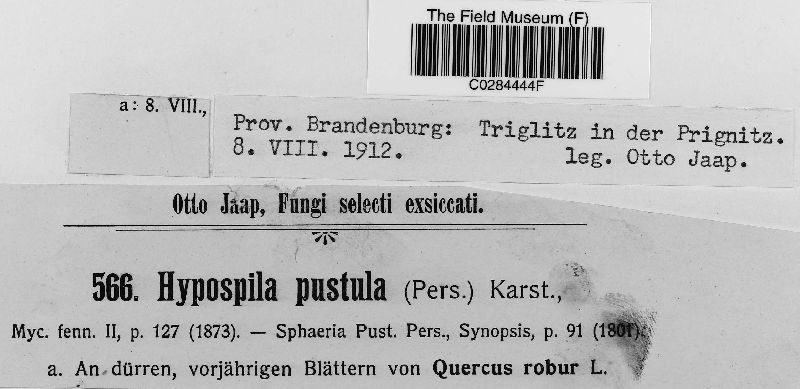 The Field Museum (F)
C0284444F
a: 8. VIII.,
Prov. Brandenburg: Triglitz in der Prignitz.
8. VIII. 1912. leg. Otto Jaap.
Otto Jaap, Fungi selecti exsiccati.
566. Hypospila pustula (Pers.) Karst.,
Myc. fenn. II, p. 127 (1873). — Sphaeria Pust. Pers., Synopsis, p. 91 (1801).
a. An dürren, vorjährigen Blättern von Quercus robur L.